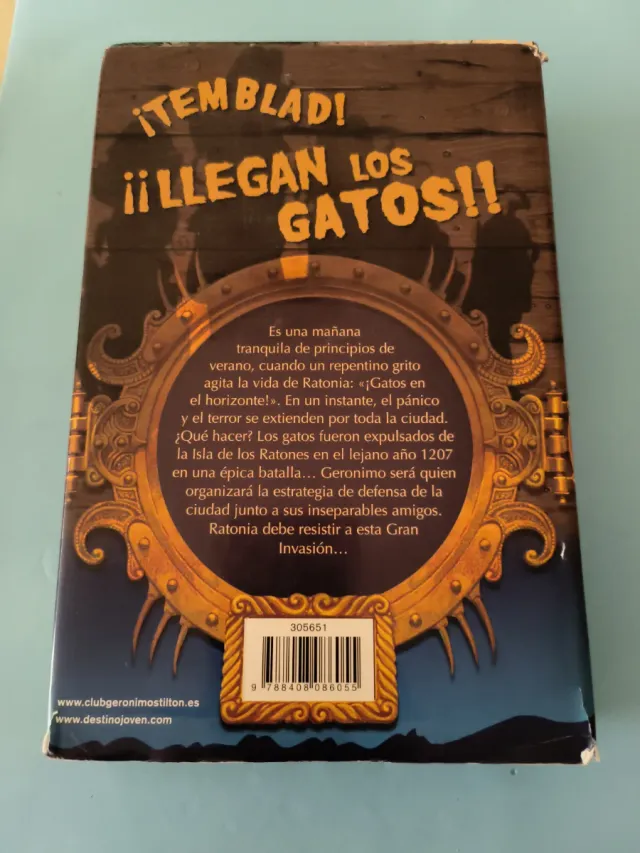 ¡TEMBLAD!
¡¡LLEGAN LOS
GATOS!!
Es una mañana
tranquila de principios de
verano, cuando un repentino grito
agita la vida de Ratonia: «¡Gatos en
el horizonte!». En un instante, el pánico
y el terror se extienden por toda la ciudad.
¿Qué hacer? Los gatos fueron expulsados de
la Isla de los Ratones en el lejano año 1207
en una épica batalla... Geronimo será quien
organizará la estrategia de defensa de la
ciudad junto a sus inseparables amigos.
Ratonia debe resistir a esta Gran
Invasión...
305651
9 788408 086055
www.clubgeronimostilton.es
www.destinojoven.com